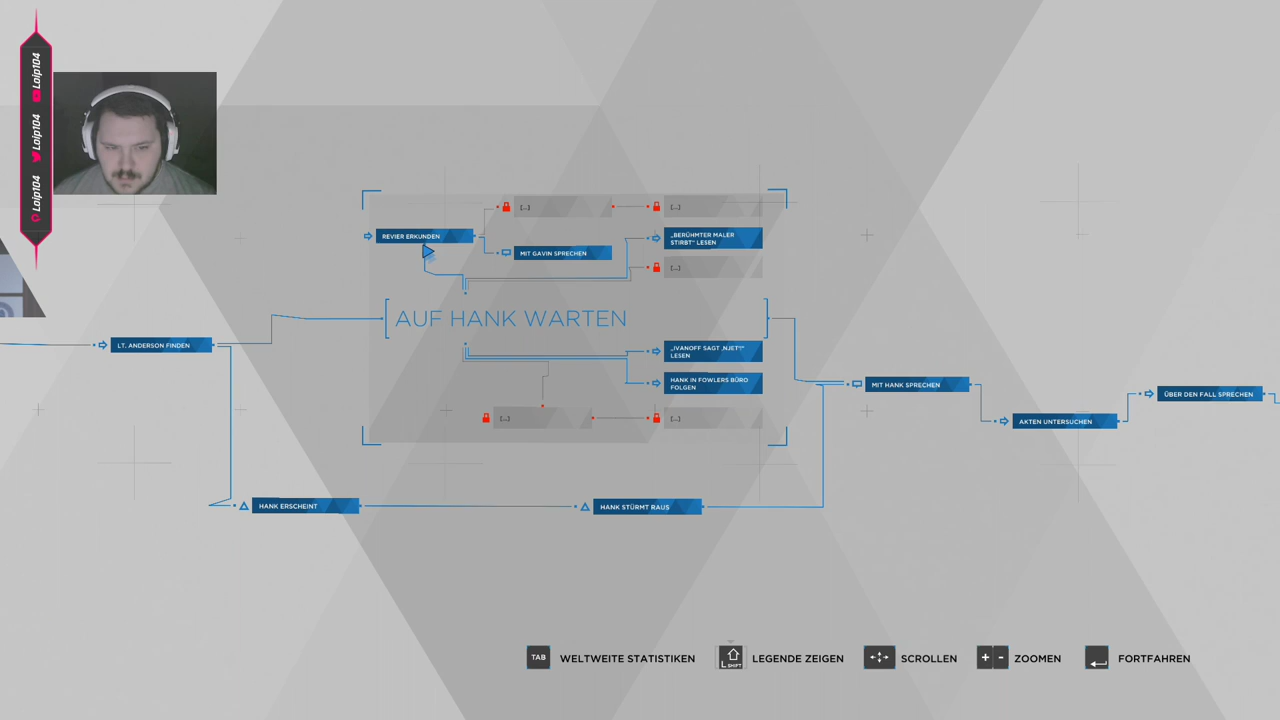 Loip104
Loip104
Loip104
[...]
[...]
REVIER ERKUNDEN
„BERÜHMTER MALER
STIRBT" LESEN
MIT GAVIN SPRECHEN
[...]
AUF HANK WARTEN
LT. ANDERSON FINDEN
„IVANOFF SAGT ‚NJET'!"
LESEN
HANK IN FOWLERS BÜRO
FOLGEN
MIT HANK SPRECHEN
ÜBER DEN FALL SPRECHEN
[...]
[...]
AKTEN UNTERSUCHEN
HANK ERSCHEINT
HANK STÜRMT RAUS
TAB WELTWEITE STATISTIKEN
L SHIFT LEGENDE ZEIGEN
SCROLLEN
+ - ZOOMEN
FORTFAHREN